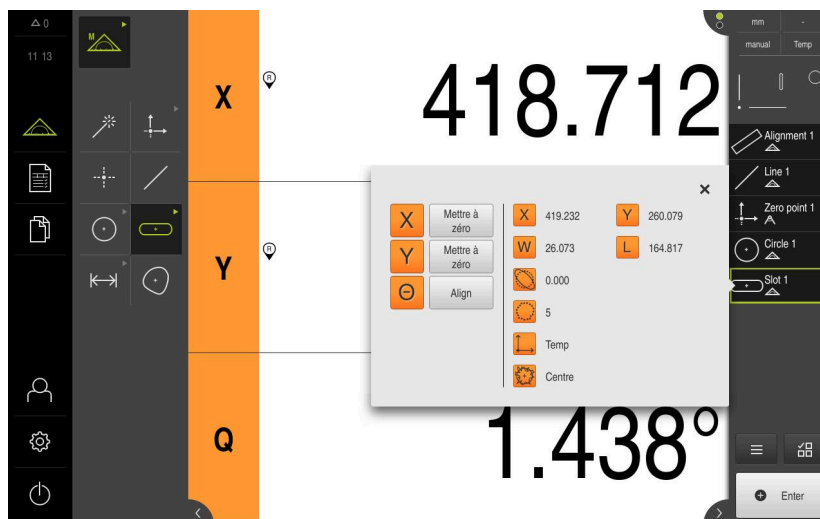 0
11 13
M
X
R
418.712
Y
R
Q
1.438°
X
Mettre à
zéro
Y
Mettre à
zéro
Θ
Align
X
419.232
Y
260.079
W
26.073
L
164.817
0.000
5
Temp
Centre
mm
-
manual
Temp
Alignment 1
Line 1
Zero point 1
Circle 1
Slot 1
Enter